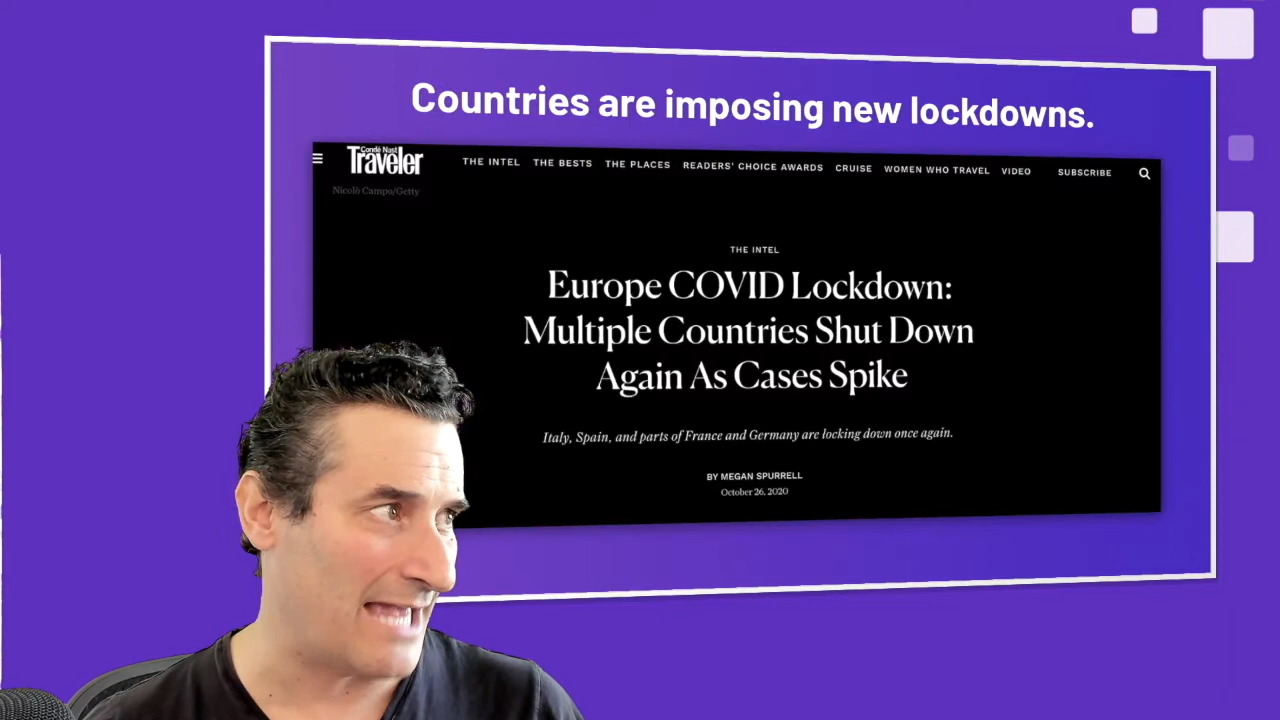 Countries are imposing new lockdowns.
Condé Nast
Traveler
THE INTEL THE BESTS THE PLACES READERS' CHOICE AWARDS CRUISE WOMEN WHO TRAVEL VIDEO SUBSCRIBE
Nicolò Campo/Getty
THE INTEL
Europe COVID Lockdown:
Multiple Countries Shut Down
Again As Cases Spike
Italy, Spain, and parts of France and Germany are locking down once again.
BY MEGAN SPURRELL
October 26, 2020